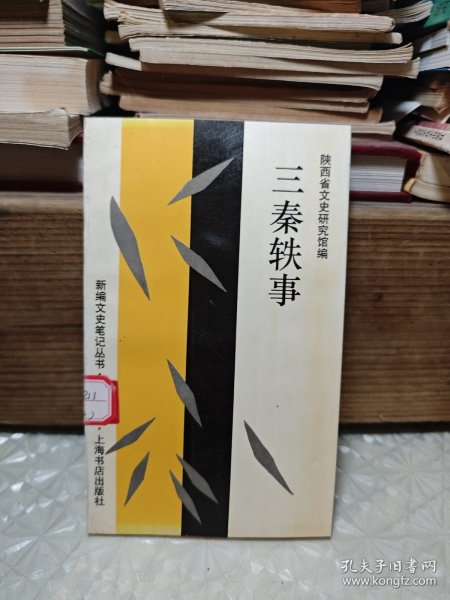 陕西省文史研究馆编
三秦轶事
新编文史笔记丛书·
·上海书店出版社
211
孔夫子旧书网
www.kongfz.com